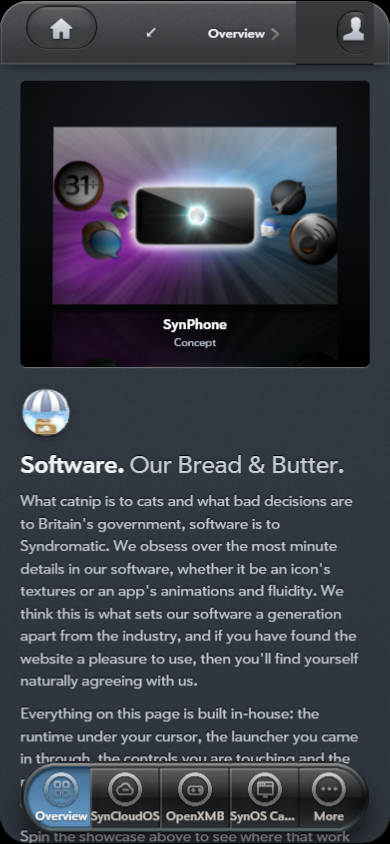 Overview
31
SynPhone
Concept
Software. Our Bread & Butter.
What catnip is to cats and what bad decisions are
to Britain's government, software is to
Syndromatic. We obsess over the most minute
details in our software, whether it be an icon's
textures or an app's animations and fluidity. We
think this is what sets our software a generation
apart from the industry, and if you have found the
website a pleasure to use, then you'll find yourself
naturally agreeing with us.
Everything on this page is built in-house: the
runtime under your cursor, the launcher you came
in through, the controls you are touching and the
Overview SynCloudOS OpenXMB SynOS Ca... More
Spin the showcase above to see where that work